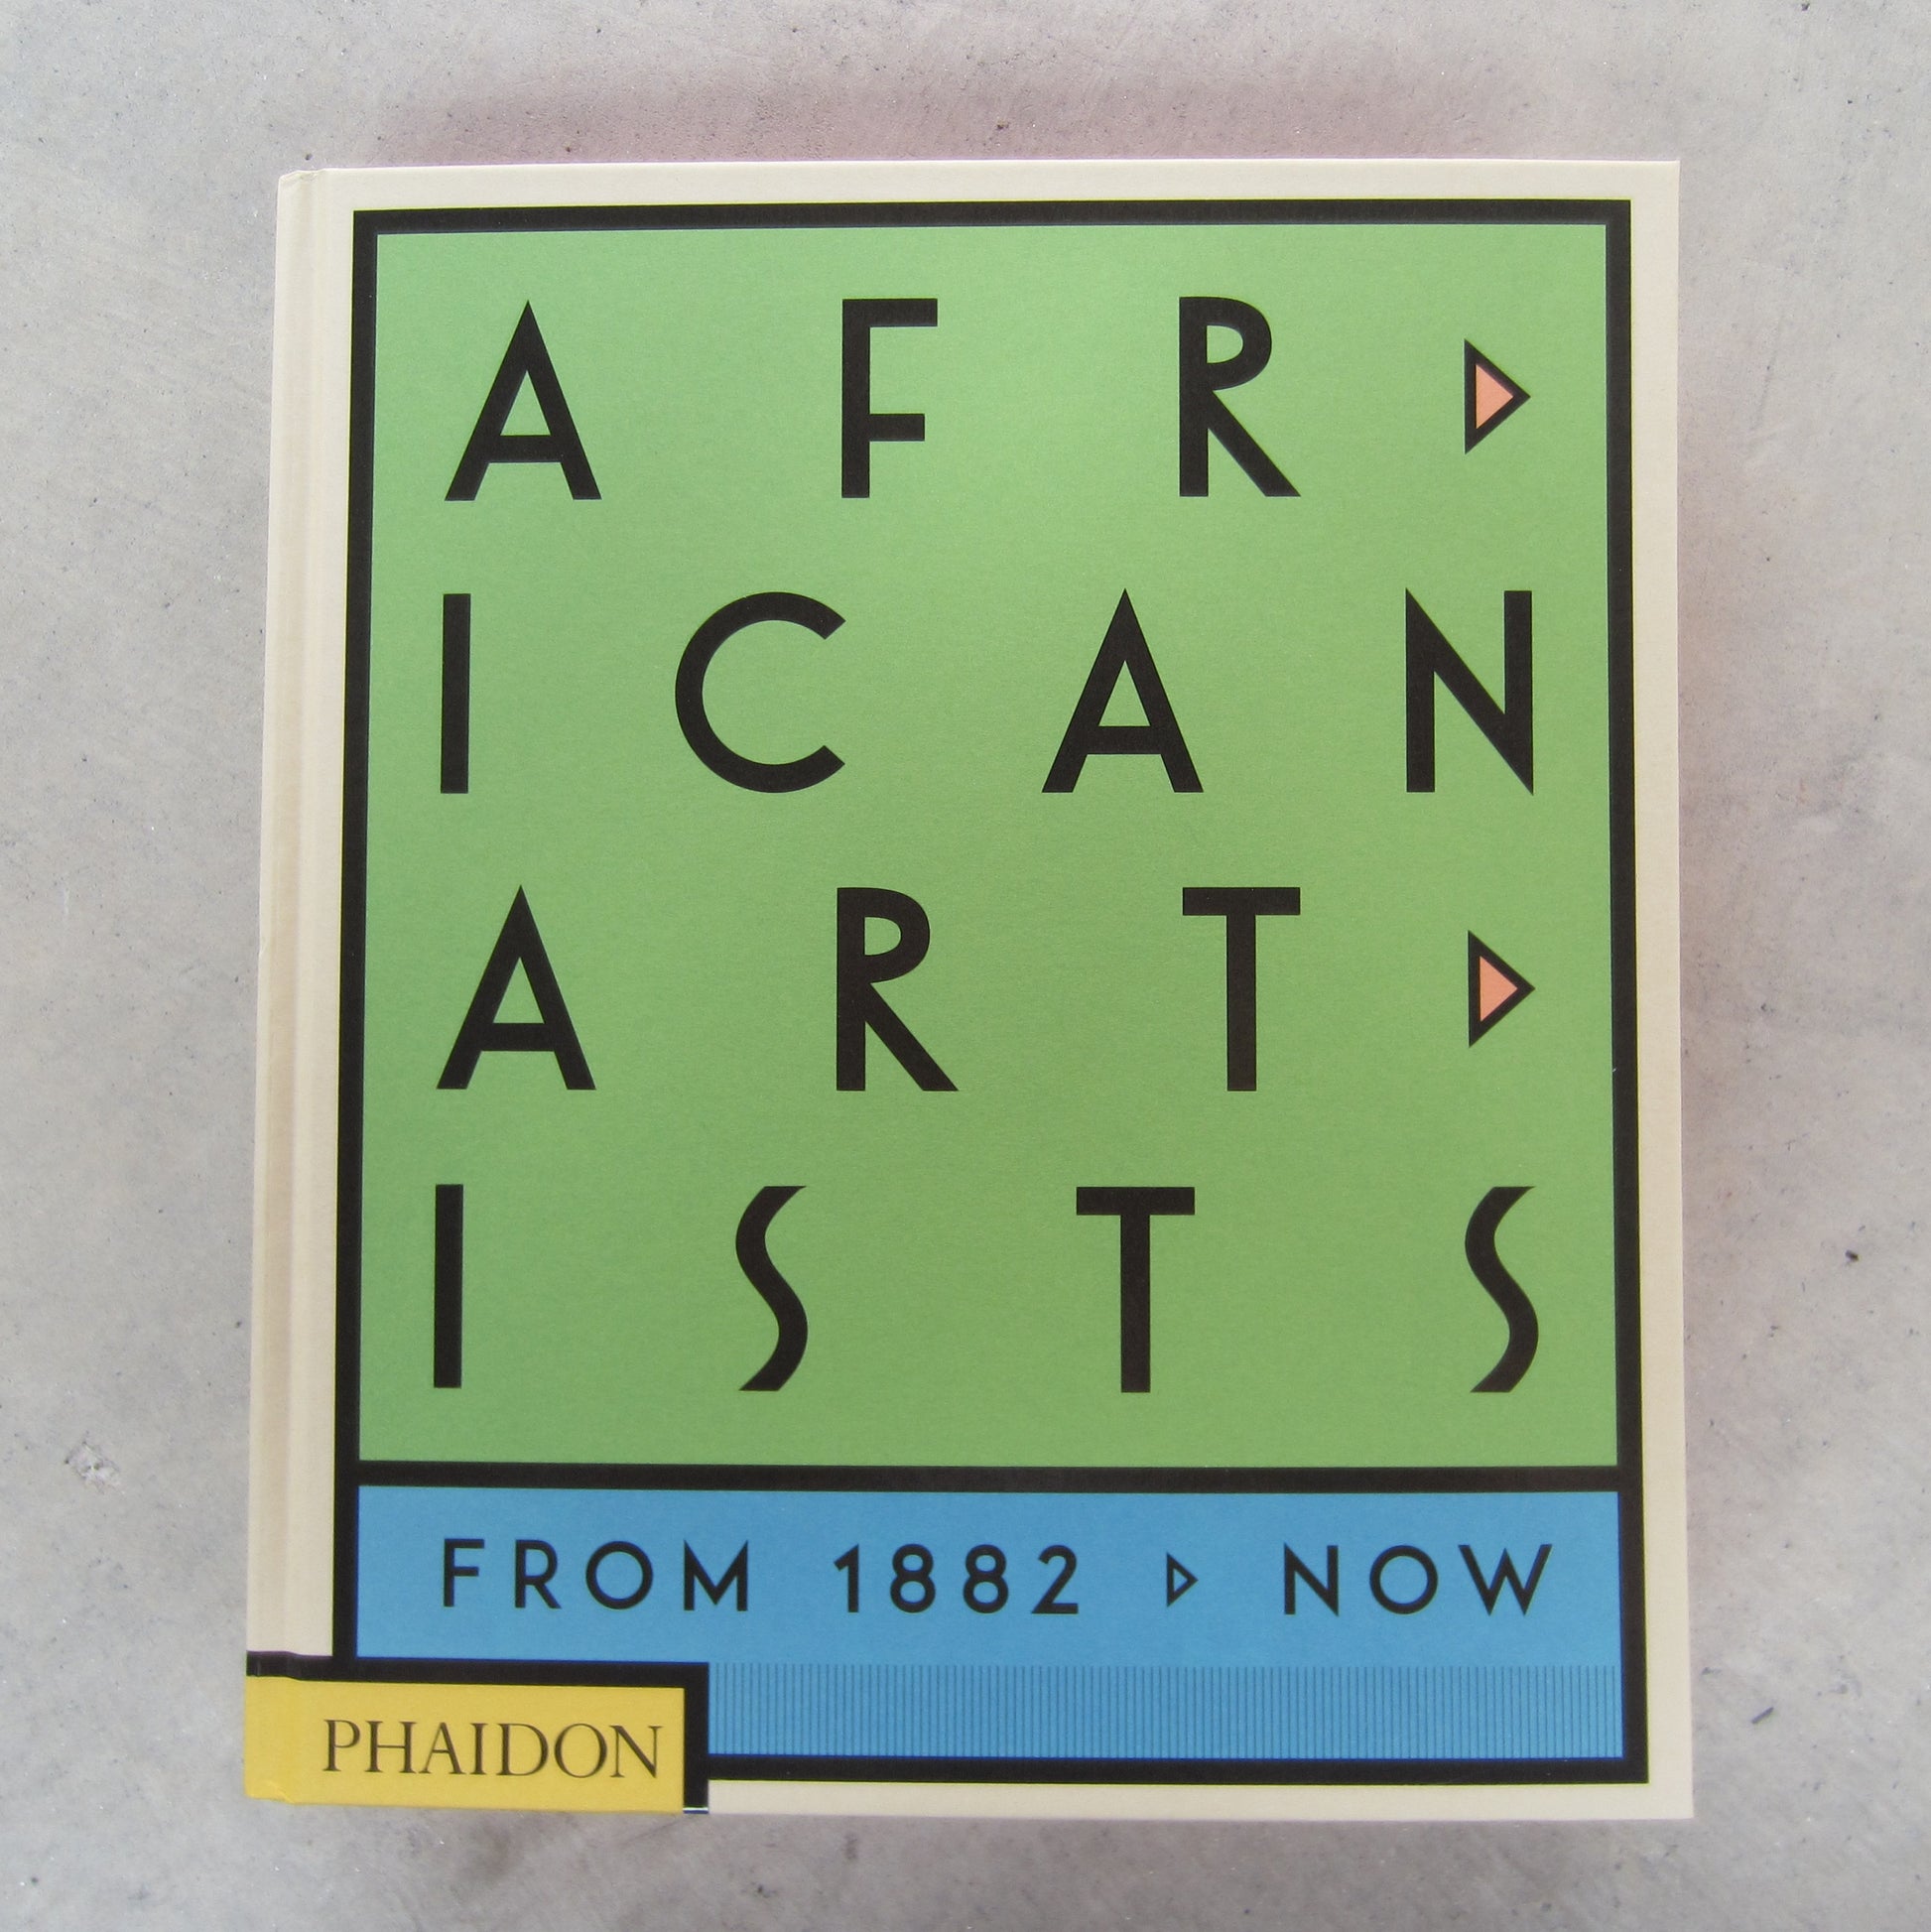 AFR▷
ICAN
ART▷
ISTS
FROM 1882 ▷ NOW
PHAIDON